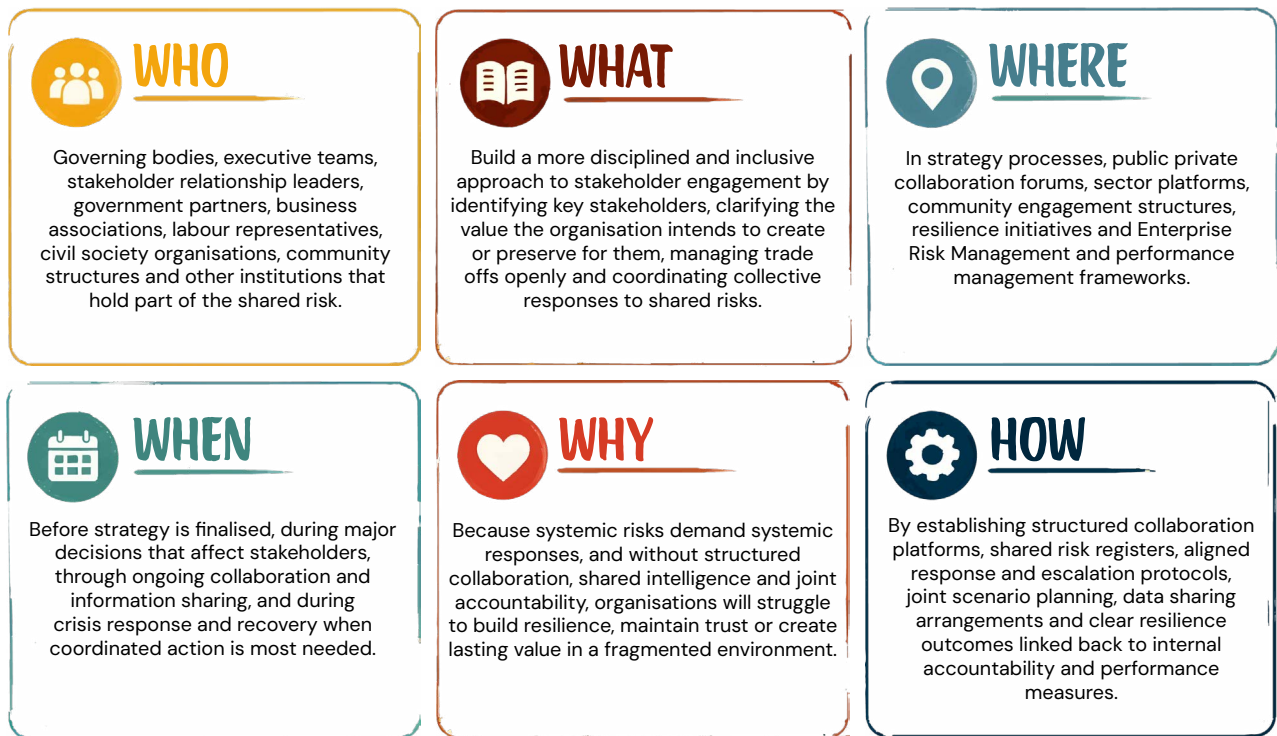 WHO
Governing bodies, executive teams,
stakeholder relationship leaders,
government partners, business
associations, labour representatives,
civil society organisations, community
structures and other institutions that
hold part of the shared risk.
WHAT
Build a more disciplined and inclusive
approach to stakeholder engagement by
identifying key stakeholders, clarifying the
value the organisation intends to create
or preserve for them, managing trade
offs openly and coordinating collective
responses to shared risks.
WHERE
In strategy processes, public private
collaboration forums, sector platforms,
community engagement structures,
resilience initiatives and Enterprise
Risk Management and performance
management frameworks.
WHEN
Before strategy is finalised, during major
decisions that affect stakeholders,
through ongoing collaboration and
information sharing, and during
crisis response and recovery when
coordinated action is most needed.
WHY
Because systemic risks demand systemic
responses, and without structured
collaboration, shared intelligence and joint
accountability, organisations will struggle
to build resilience, maintain trust or create
lasting value in a fragmented environment.
HOW
By establishing structured collaboration
platforms, shared risk registers, aligned
response and escalation protocols,
joint scenario planning, data sharing
arrangements and clear resilience
outcomes linked back to internal
accountability and performance
measures.